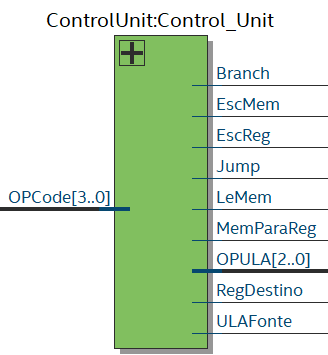 ControlUnit:Control_Unit
Branch
EscMem
EscReg
Jump
OPCode[3..0]
LeMem
MemParaReg
OPULA[2..0]
RegDestino
ULAFonte